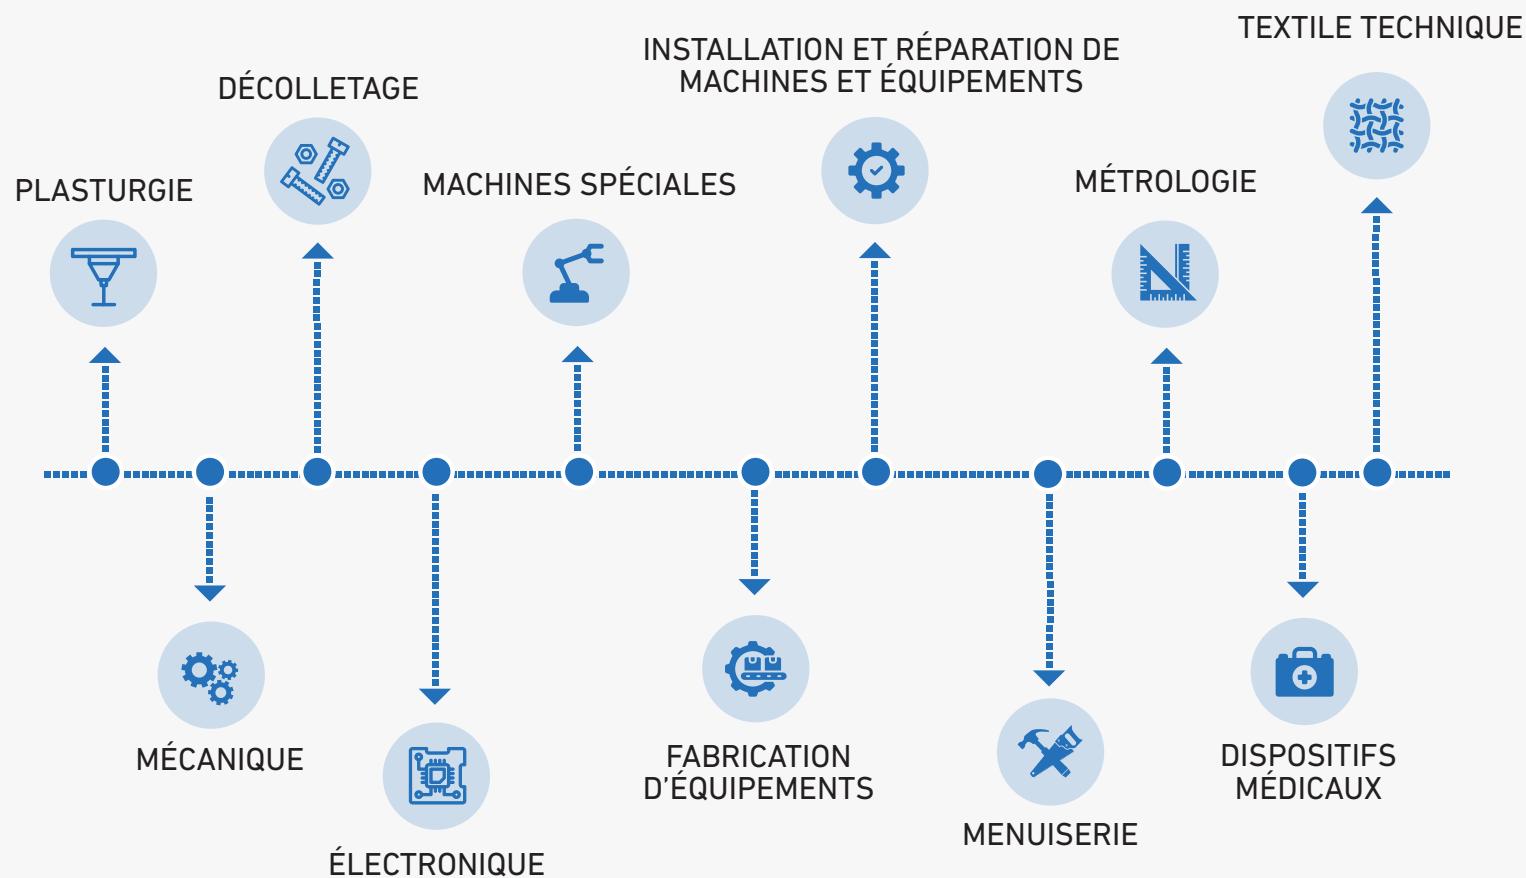 TEXTILE TECHNIQUE
INSTALLATION ET RÉPARATION DE
MACHINES ET ÉQUIPEMENTS
DÉCOLLETAGE
MACHINES SPÉCIALES
MÉTROLOGIE
PLASTURGIE
MÉCANIQUE
FABRICATION
D’ÉQUIPEMENTS
DISPOSITIFS
MÉDICAUX
MENUISERIE
ÉLECTRONIQUE